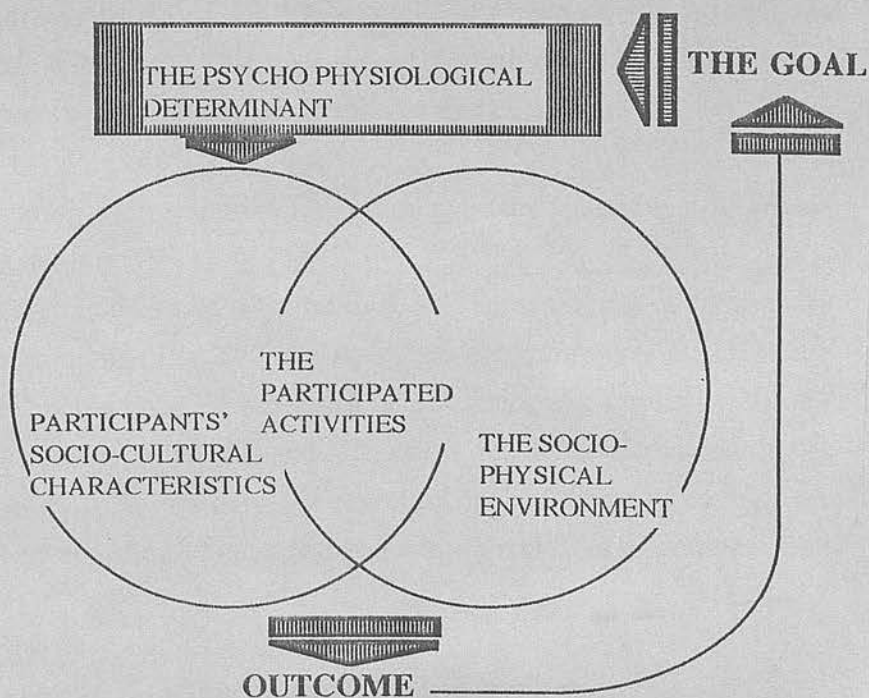 THE PSYCHO PHYSIOLOGICAL
DETERMINANT
THE GOAL
THE
PARTICIPATED
ACTIVITIES
PARTICIPANTS'
SOCIO-CULTURAL
CHARACTERISTICS
THE SOCIO-
PHYSICAL
ENVIRONMENT
OUTCOME